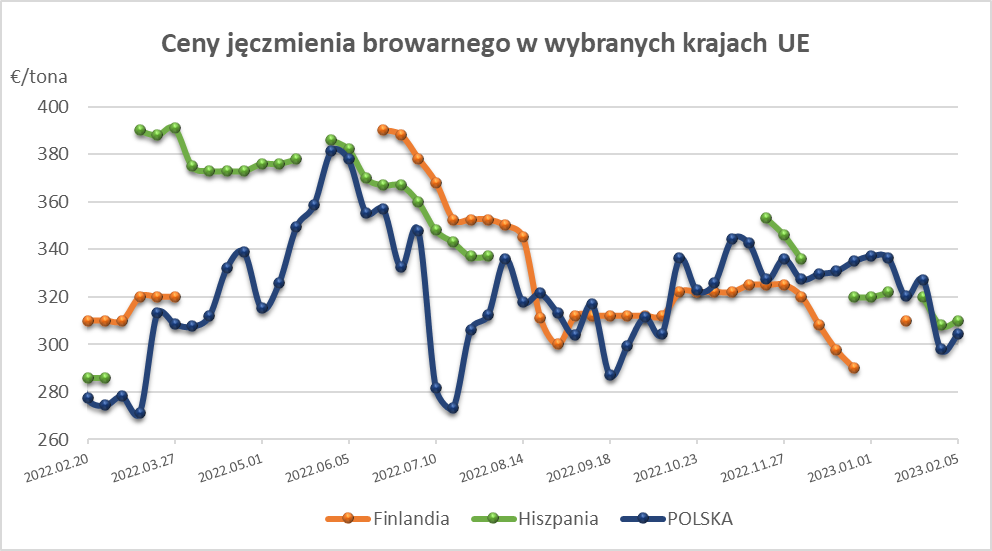 Ceny jęczmienia browarnego w wybranych krajach UE
€/tona
400
380
360
340
320
300
280
260
2022.02.20 2022.03.27 2022.05.01 2022.06.05 2022.07.10 2022.08.14 2022.09.18 2022.10.23 2022.11.27 2023.01.01 2023.02.05
Finlandia Hiszpania POLSKA